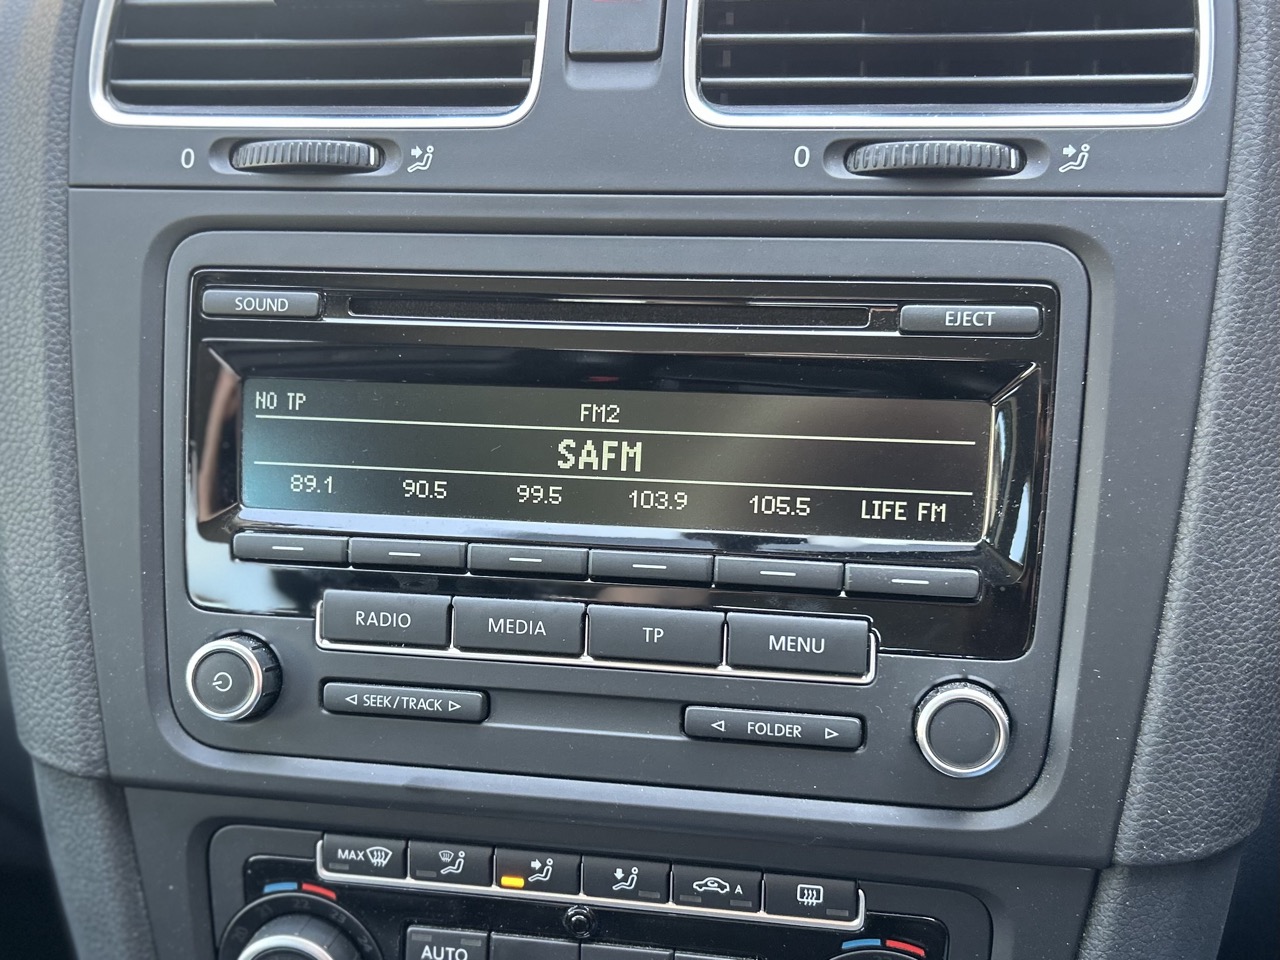 0
0
SOUND
EJECT
NO TP
FM2
SAFM
89.1 90.5 99.5 103.9 105.5 LIFE FM
RADIO MEDIA TP MENU
SEEK/TRACK
FOLDER
MAX
A
AUTO